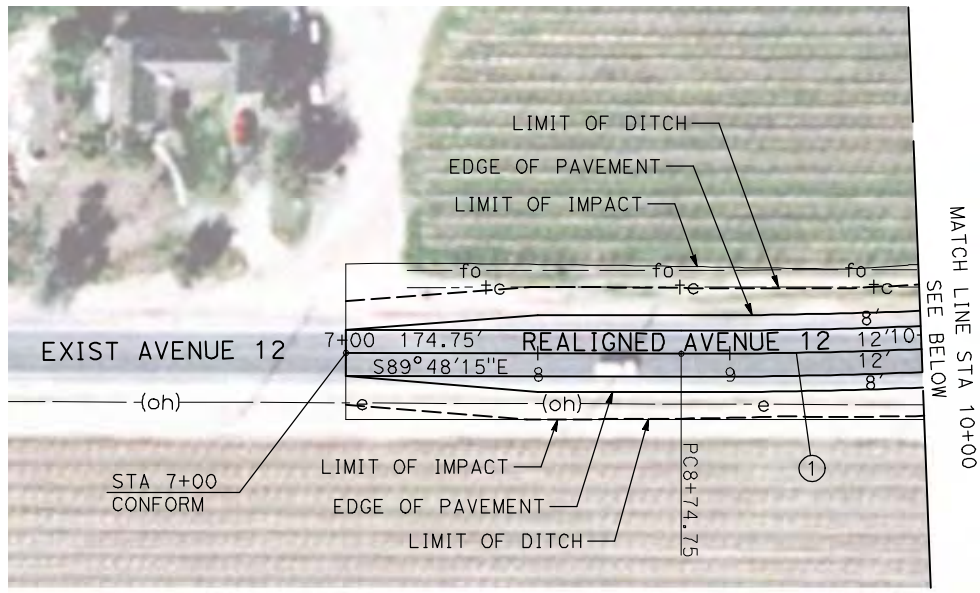 LIMIT OF DITCH
EDGE OF PAVEMENT
LIMIT OF IMPACT
fo fo fo
te te tc
8'
EXIST AVENUE 12
7+00 174.75' REALIGNED AVENUE 12 12' 10
S89°48'15"E 8 9 12'
8'
(oh) e (oh) e
LIMIT OF IMPACT
EDGE OF PAVEMENT
LIMIT OF DITCH
STA 7+00
CONFORM
PC8+74.75
1
MATCH LINE STA 10+00
SEE BELOW